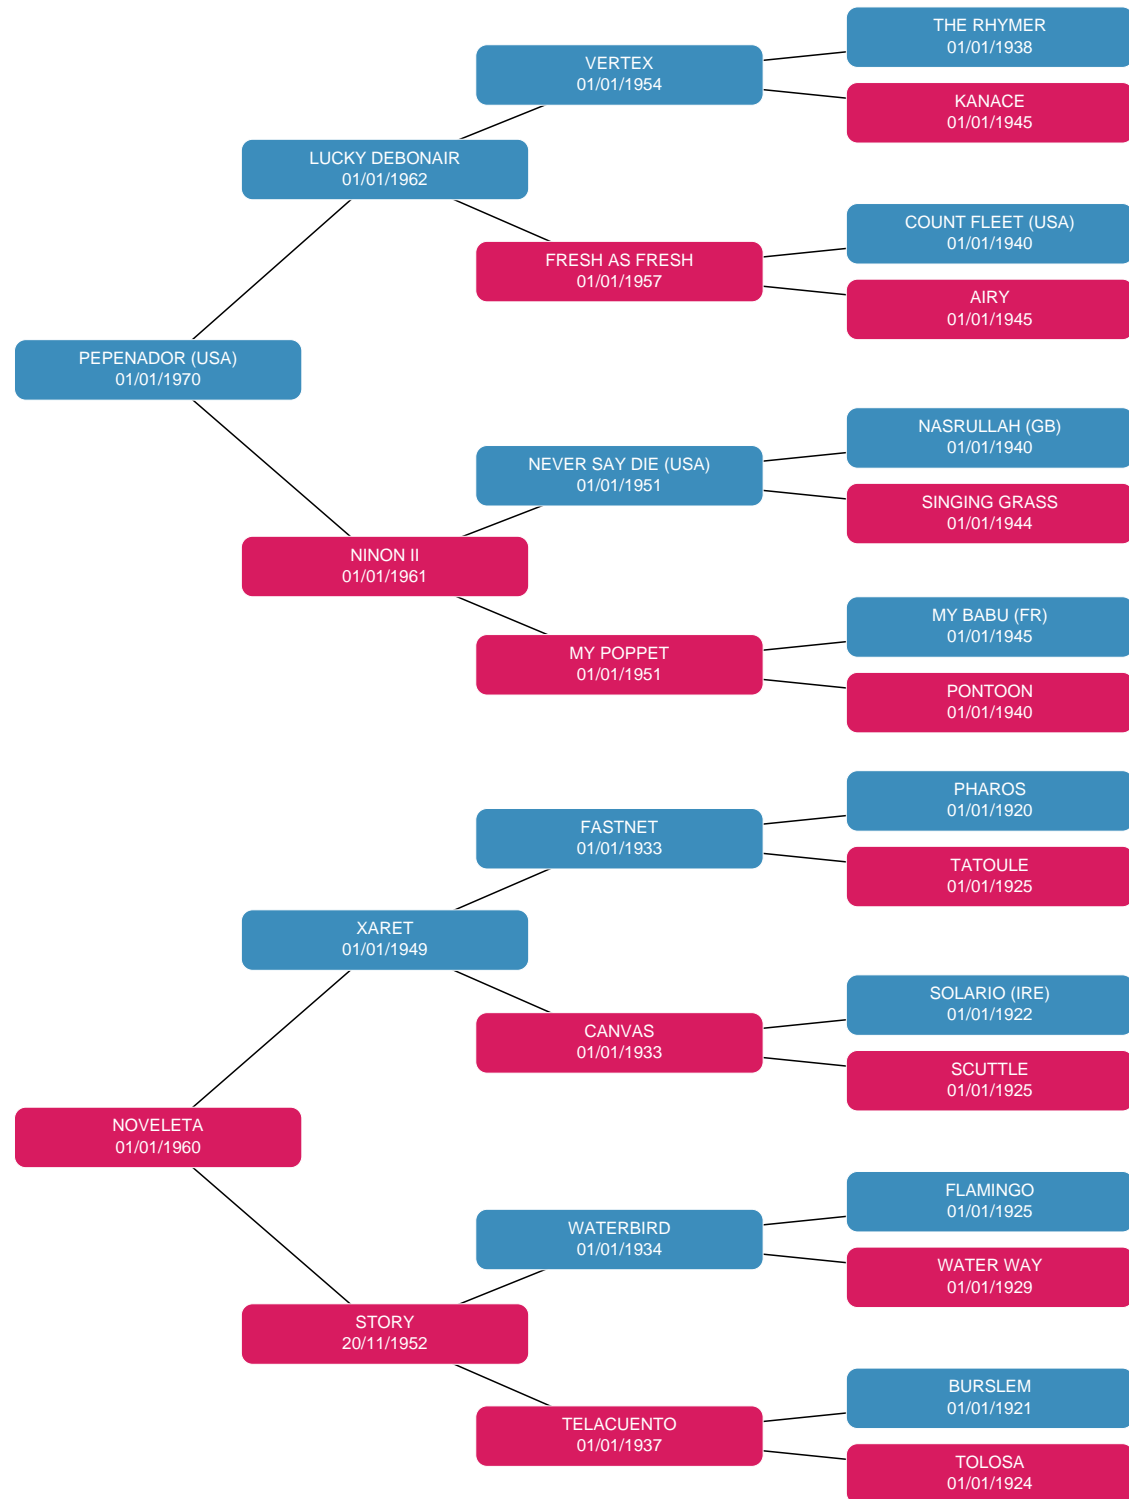 THE RHYMER
01/01/1938
VERTEX
01/01/1954
KANACE
01/01/1945
LUCKY DEBONAIR
01/01/1962
COUNT FLEET (USA)
01/01/1940
FRESH AS FRESH
01/01/1957
AIRY
01/01/1945
PEPENADOR (USA)
01/01/1970
NASRULLAH (GB)
01/01/1940
NEVER SAY DIE (USA)
01/01/1951
SINGING GRASS
01/01/1944
NINON II
01/01/1961
MY BABU (FR)
01/01/1945
MY POPPET
01/01/1951
PONTOON
01/01/1940
PHAROS
01/01/1920
FASTNET
01/01/1933
TATOULE
01/01/1925
XARET
01/01/1949
SOLARIO (IRE)
01/01/1922
CANVAS
01/01/1933
SCUTTLE
01/01/1925
NOVELETA
01/01/1960
FLAMINGO
01/01/1925
WATERBIRD
01/01/1934
WATER WAY
01/01/1929
STORY
20/11/1952
BURSLEM
01/01/1921
TELACUENTO
01/01/1937
TOLOSA
01/01/1924